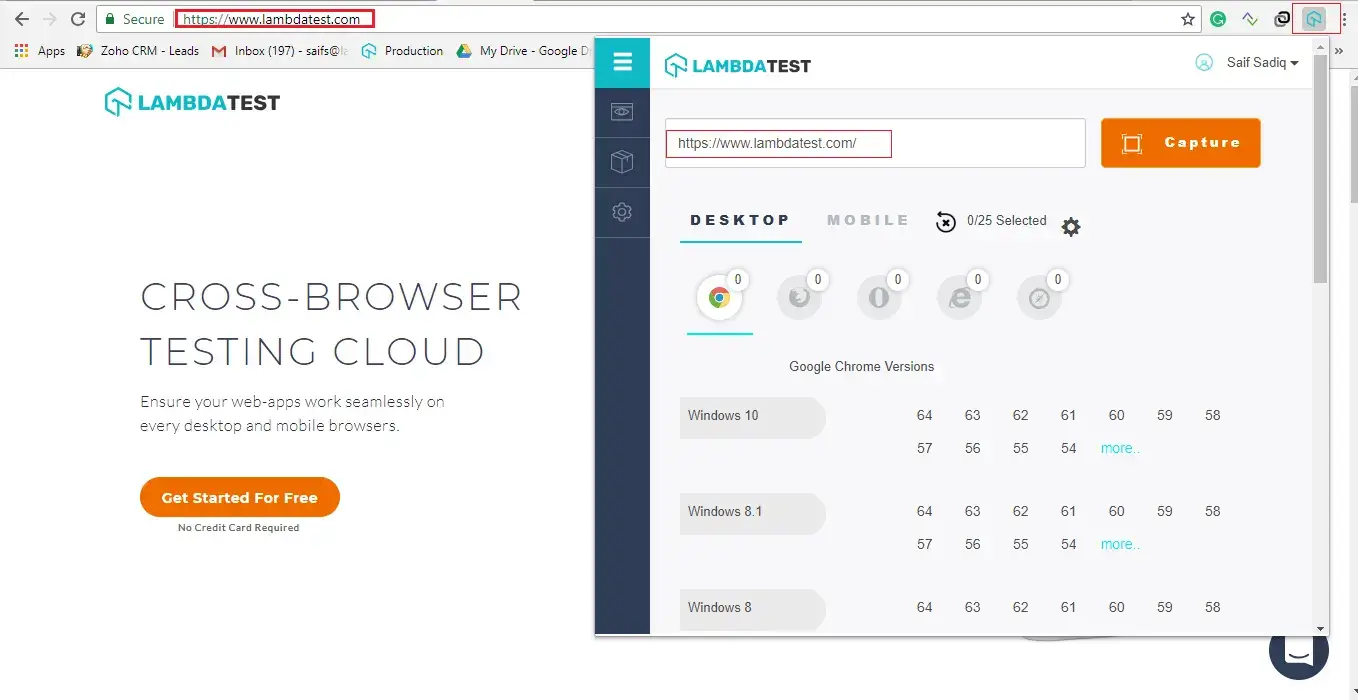 Secure https://www.lambdatest.com
Apps Zoho CRM - Leads Inbox (197) - saifs@la Production My Drive - Google D »
LAMBDATEST
CROSS-BROWSER
TESTING CLOUD
Ensure your web-apps work seamlessly on
every desktop and mobile browsers.
Get Started For Free
No Credit Card Required
LAMBDATEST Saif Sadiq
https://www.lambdatest.com/ Capture
DESKTOP MOBILE 0/25 Selected
0 0 0 0 0
Google Chrome Versions
Windows 10 64 63 62 61 60 59 58
57 56 55 54 more..
Windows 8.1 64 63 62 61 60 59 58
57 56 55 54 more..
Windows 8 64 63 62 61 60 59 58